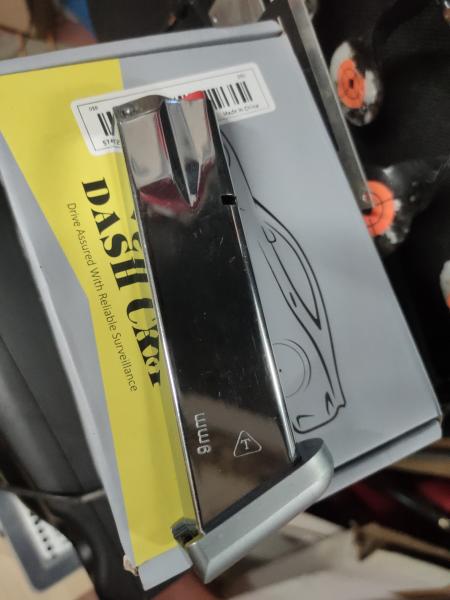 Made in China
DASH CAM
Drive Assured With Reliable Surveillance
9mm
T